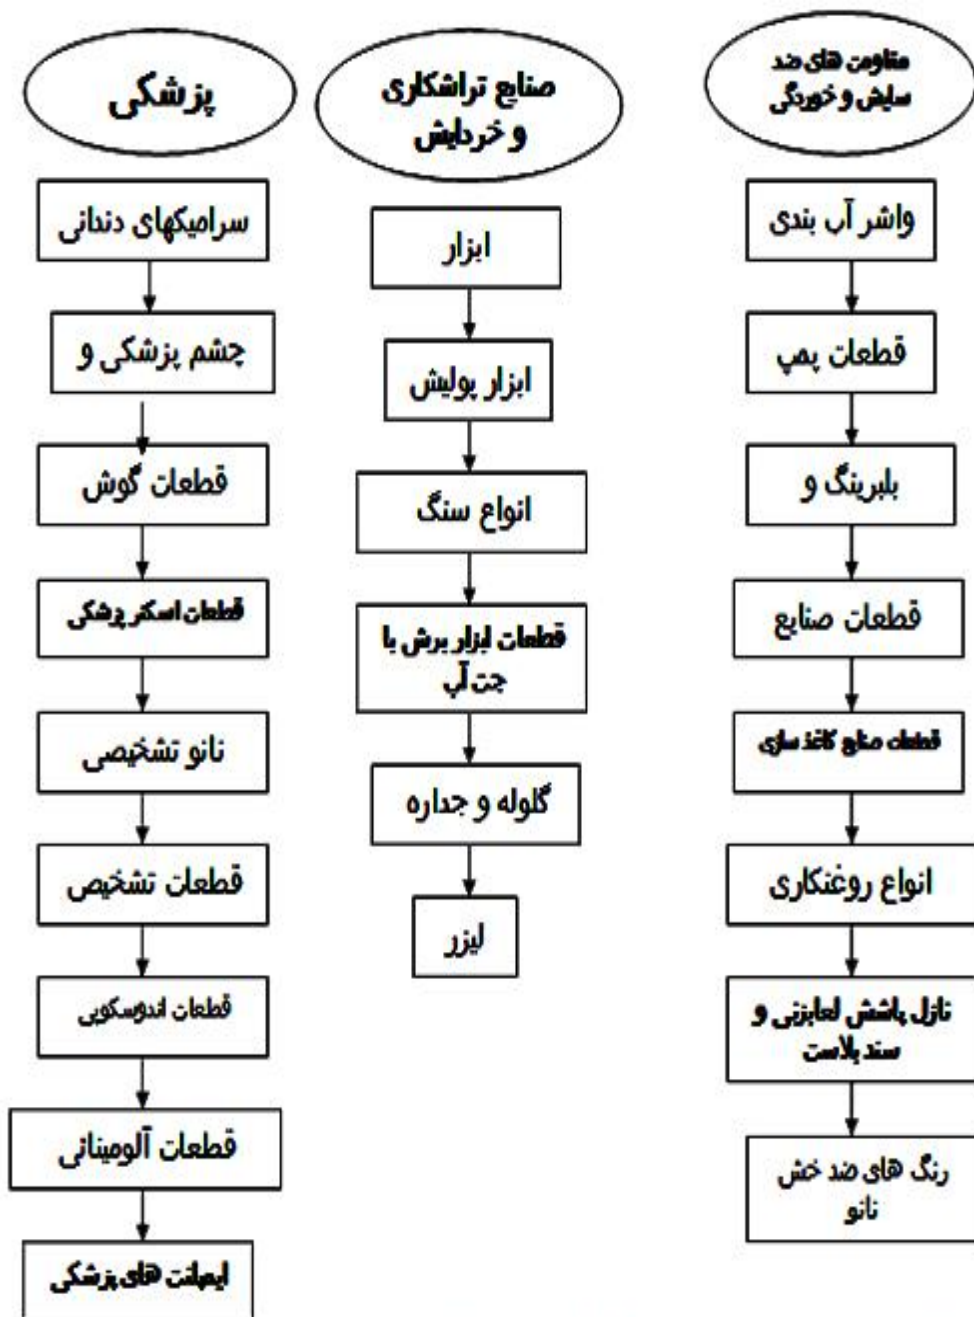 مقاومت های ضد
سایش و خوردگی
واشر آب بندی
قطعات پمپ
بلبرینگ و
قطعات صنایع
قطعات صنایع کاغذ سازی
انواع روغنکاری
نازل پاشش لعابزنی و
سند بلاست
رنگ های ضد خش
نانو
صنایع تراشکاری
و خردایش
ابزار
ابزار پولیش
انواع سنگ
قطعات ابزار برش با
جت آب
گلوله و جداره
لیزر
پزشکی
سرامیکهای دندانی
چشم پزشکی و
قطعات گوش
قطعات اسکنر پزشکی
نانو تشخیصی
قطعات تشخیص
قطعات اندوسکوپی
قطعات آلومینائی
ایمپلنت های پزشکی